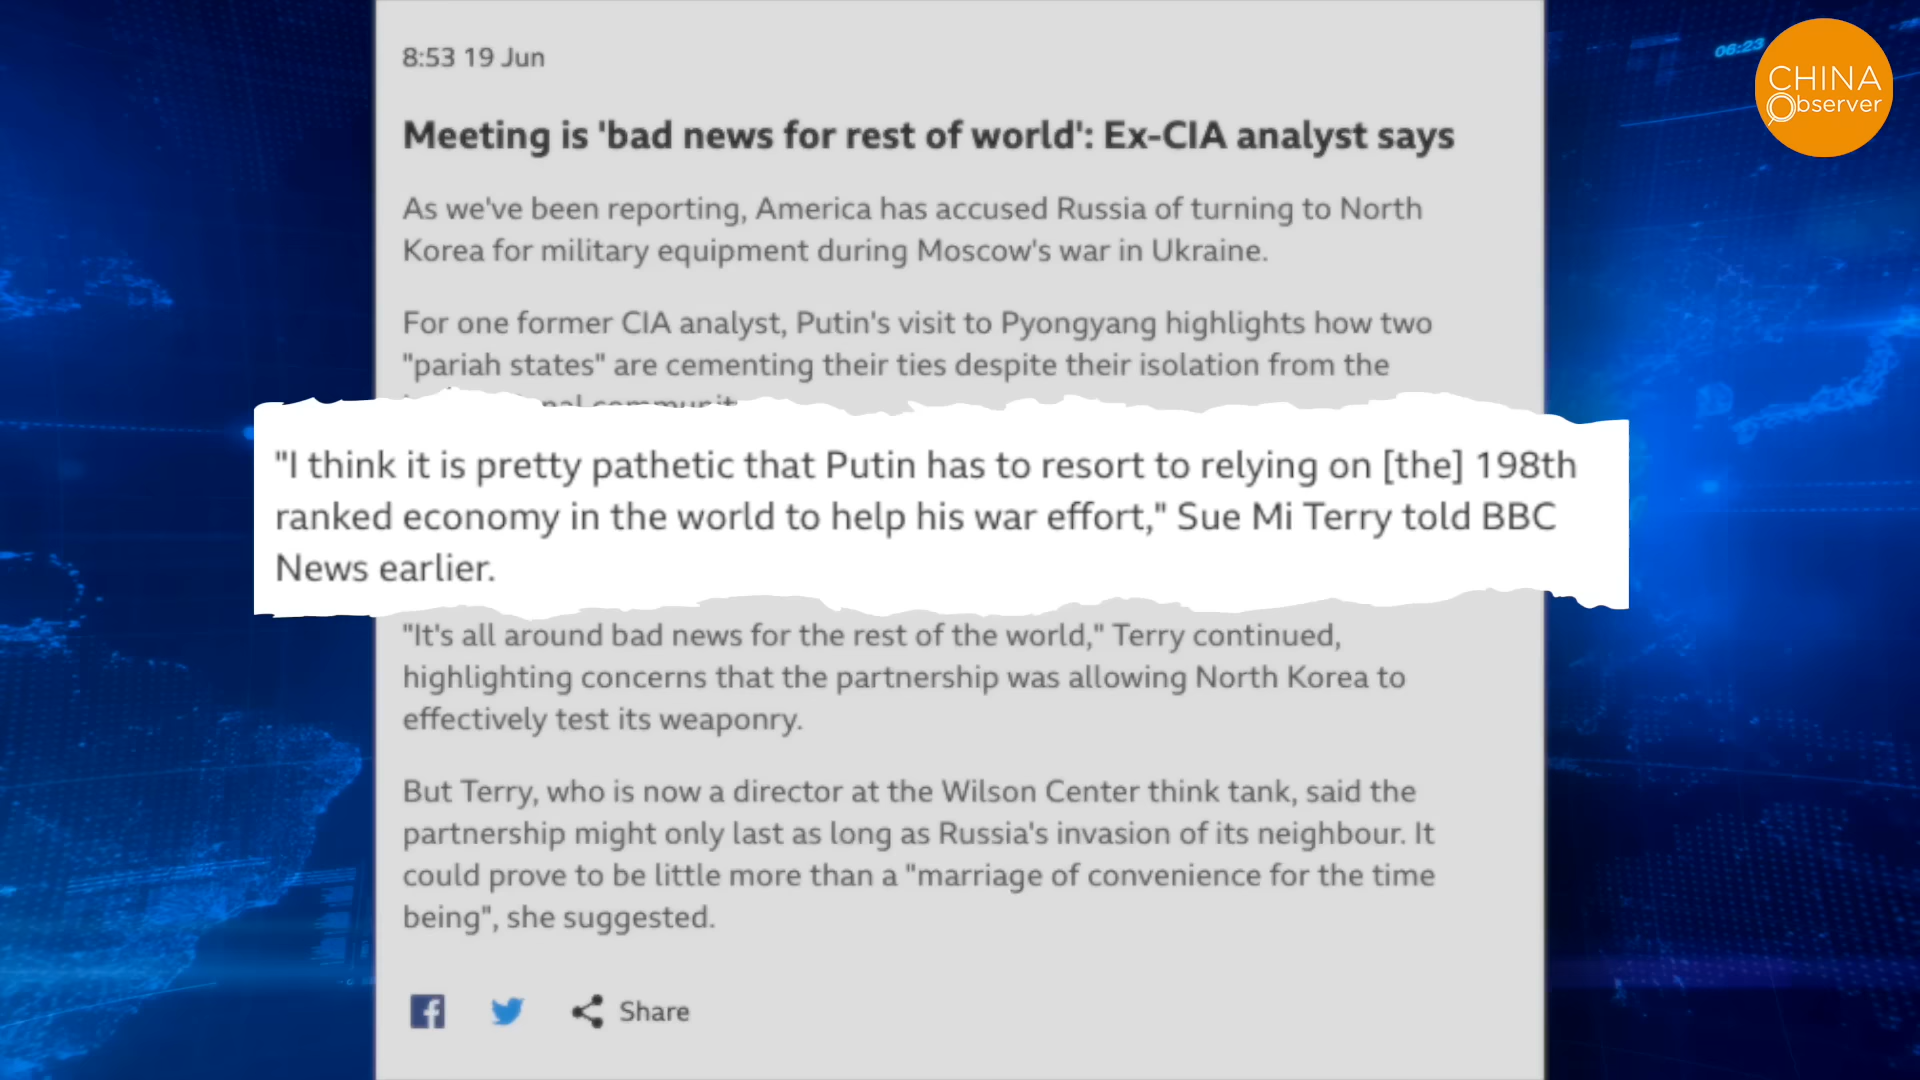 8:53 19 Jun
06:23
CHINA
Observer
Meeting is 'bad news for rest of world': Ex-CIA analyst says
As we've been reporting, America has accused Russia of turning to North
Korea for military equipment during Moscow's war in Ukraine.
For one former CIA analyst, Putin's visit to Pyongyang highlights how two
"pariah states" are cementing their ties despite their isolation from the
"I think it is pretty pathetic that Putin has to resort to relying on [the] 198th
ranked economy in the world to help his war effort," Sue Mi Terry told BBC
News earlier.
"It's all around bad news for the rest of the world," Terry continued,
highlighting concerns that the partnership was allowing North Korea to
effectively test its weaponry.
But Terry, who is now a director at the Wilson Center think tank, said the
partnership might only last as long as Russia's invasion of its neighbour. It
could prove to be little more than a "marriage of convenience for the time
being", she suggested.
Share